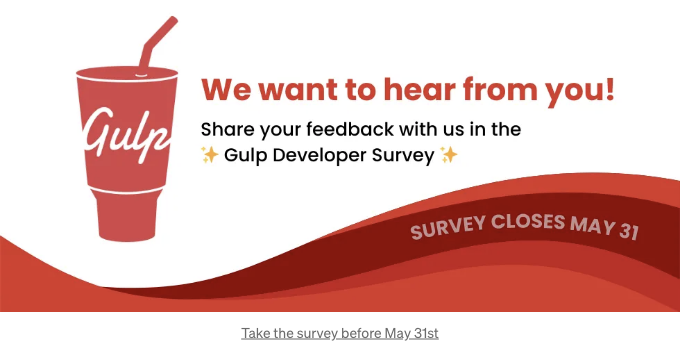 Gulp
We want to hear from you!
Share your feedback with us in the
✨ Gulp Developer Survey ✨
SURVEY CLOSES MAY 31
Take the survey before May 31st